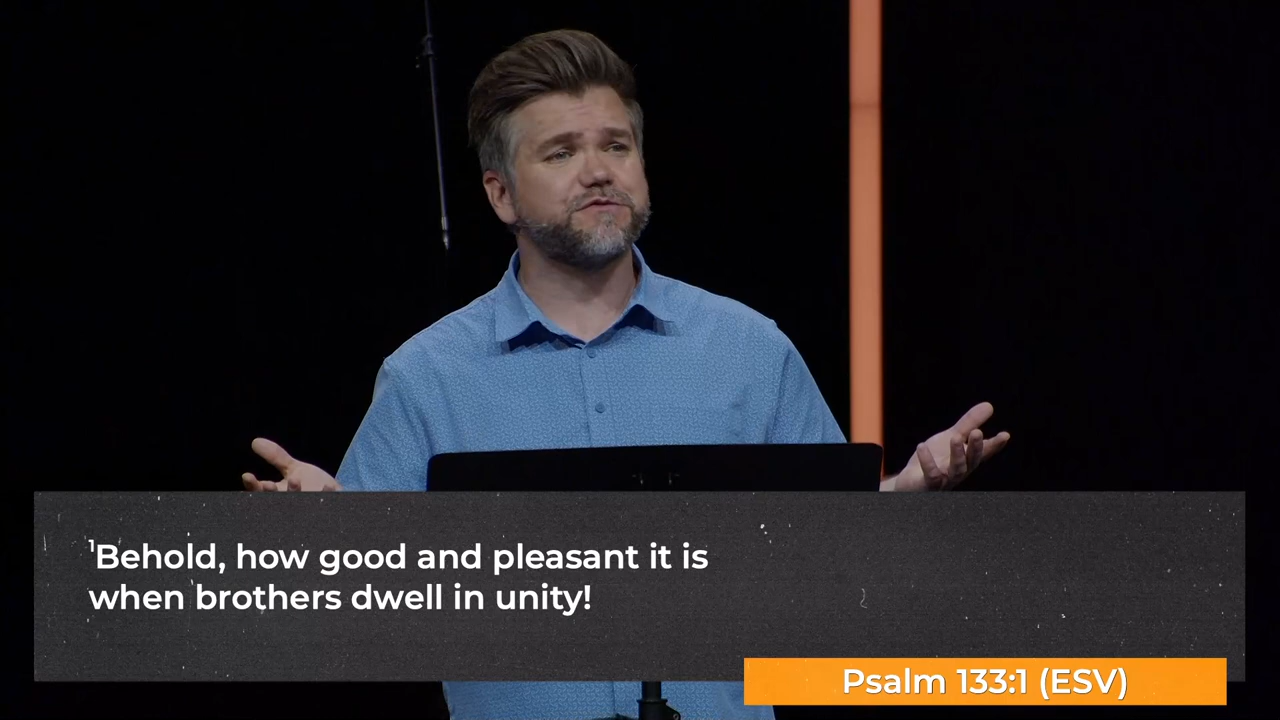 ¹Behold, how good and pleasant it is
when brothers dwell in unity!
Psalm 133:1 (ESV)